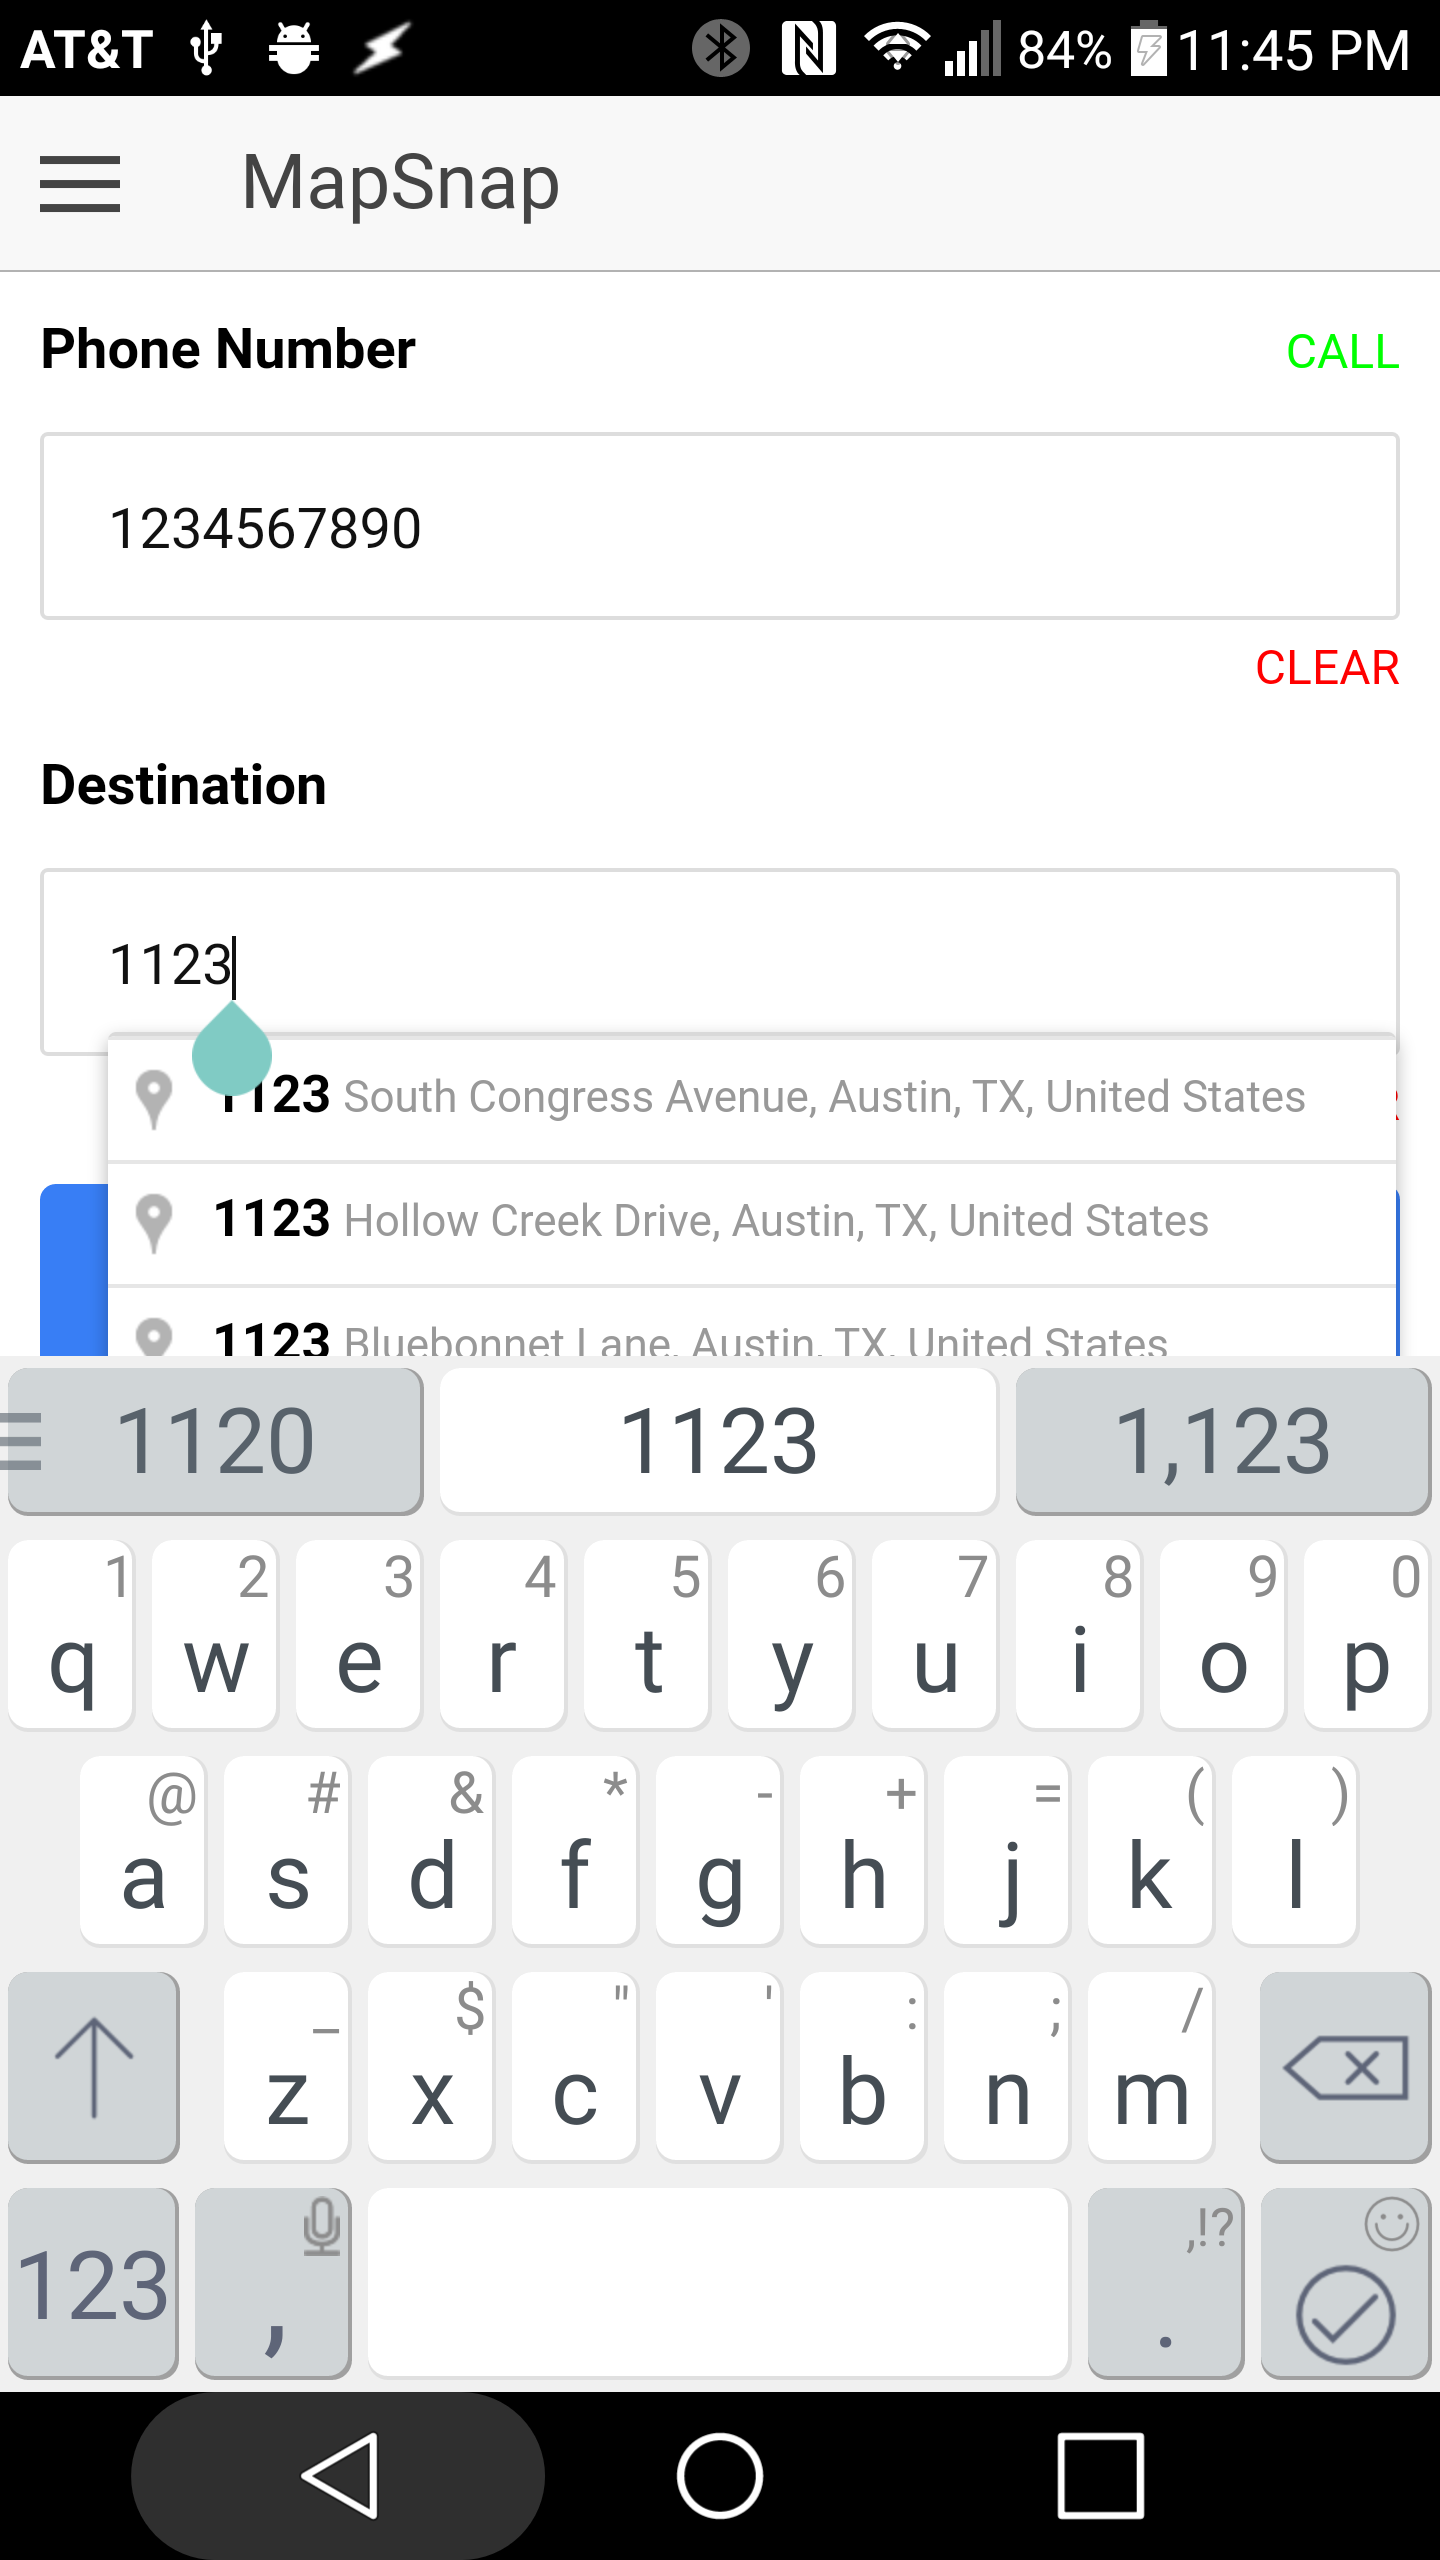 AT&T 84% 11:45 PM
MapSnap
Phone Number CALL
1234567890
CLEAR
Destination
1123
1123 South Congress Avenue, Austin, TX, United States
1123 Hollow Creek Drive, Austin, TX, United States
1123 Bluebonnet Lane, Austin, TX, United States
1120 1123 1,123
1 2 3 4 5 6 7 8 9 0
q w e r t y u i o p
@ # & * - + = ( )
a s d f g h j k l
_ $ " ' : ; /
z x c v b n m
,!?
123 , .